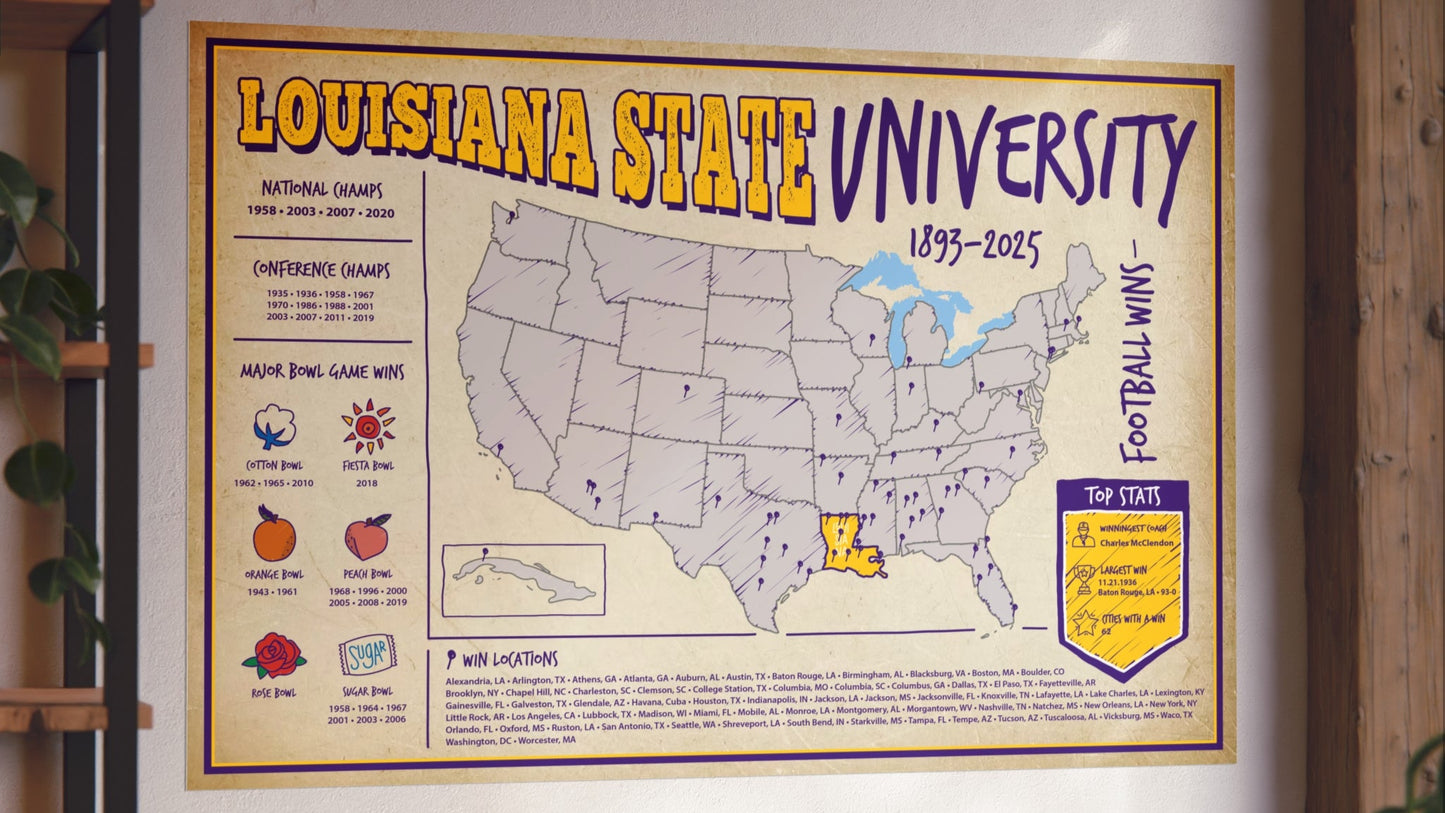 LOUISIANA STATE UNIVERSITY
1893–2025
FOOTBALL WINS
NATIONAL CHAMPS
1958 • 2003 • 2007 • 2020
CONFERENCE CHAMPS
1935 • 1936 • 1958 • 1967
1970 • 1986 • 1988 • 2001
2003 • 2007 • 2011 • 2019
MAJOR BOWL GAME WINS
COTTON BOWL
1962 • 1965 • 2010
FIESTA BOWL
2018
ORANGE BOWL
1943 • 1961
PEACH BOWL
1968 • 1996 • 2000
2005 • 2008 • 2019
ROSE BOWL
SUGAR
SUGAR BOWL
1958 • 1964 • 1967
2001 • 2003 • 2006
TOP STATS
WINNINGEST COACH
Charles McClendon
LARGEST WIN
11.21.1936
Baton Rouge, LA • 93-0
CITIES WITH A WIN
62
WIN LOCATIONS
Alexandria, LA • Arlington, TX • Athens, GA • Atlanta, GA • Auburn, AL • Austin, TX • Baton Rouge, LA • Birmingham, AL • Blacksburg, VA • Boston, MA • Boulder, CO
Brooklyn, NY • Chapel Hill, NC • Charleston, SC • Clemson, SC • College Station, TX • Columbia, MO • Columbia, SC • Columbus, GA • Dallas, TX • El Paso, TX • Fayetteville, AR
Gainesville, FL • Galveston, TX • Glendale, AZ • Havana, Cuba • Houston, TX • Indianapolis, IN • Jackson, LA • Jackson, MS • Jacksonville, FL • Knoxville, TN • Lafayette, LA • Lake Charles, LA • Lexington, KY
Little Rock, AR • Los Angeles, CA • Lubbock, TX • Madison, WI • Miami, FL • Mobile, AL • Monroe, LA • Montgomery, AL • Morgantown, WV • Nashville, TN • Natchez, MS • New Orleans, LA • New York, NY
Orlando, FL • Oxford, MS • Ruston, LA • San Antonio, TX • Seattle, WA • Shreveport, LA • South Bend, IN • Starkville, MS • Tampa, FL • Tempe, AZ • Tucson, AZ • Tuscaloosa, AL • Vicksburg, MS • Waco, TX
Washington, DC • Worcester, MA